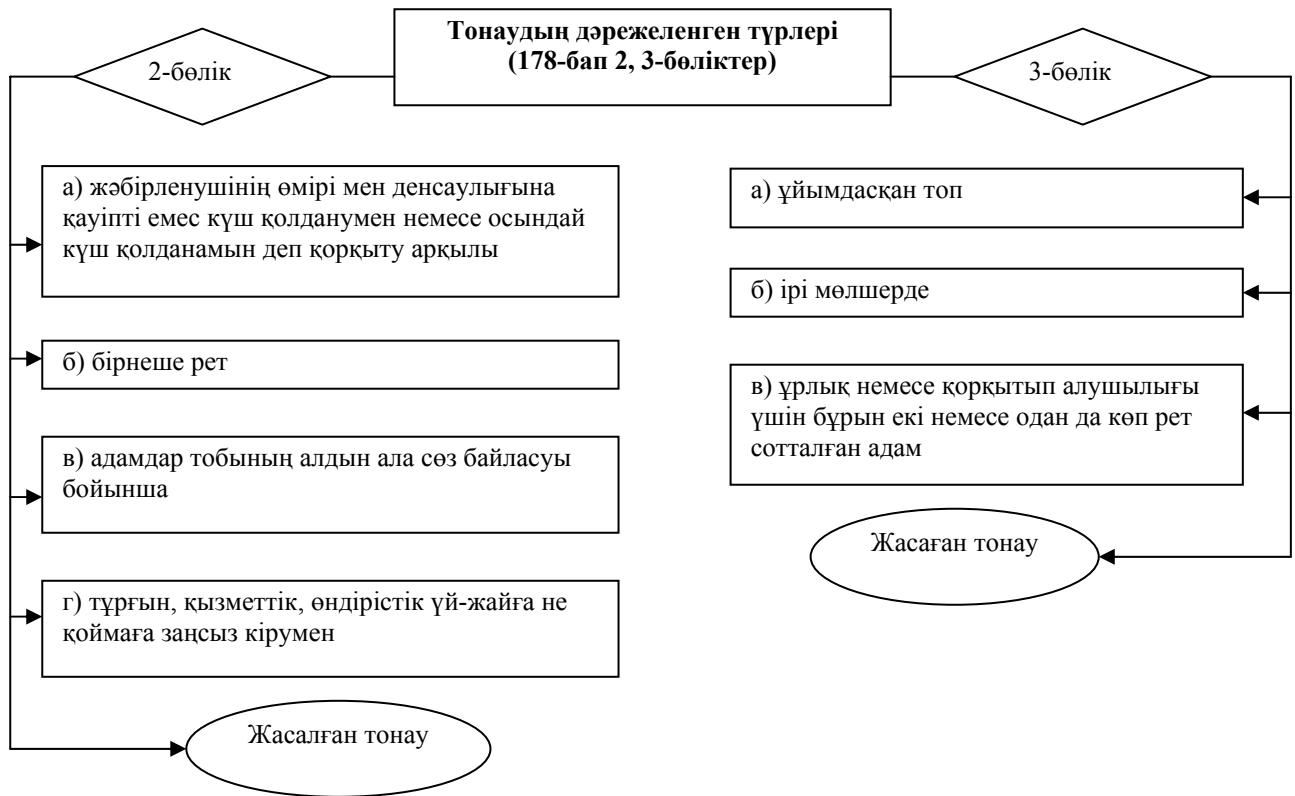 Тонаудың дәрежеленген түрлері
(178-бап 2, 3-бөліктер)
2-бөлік
3-бөлік
а) жәбірленушінің өмірі мен денсаулығына
қауіпті емес күш қолданумен немесе осындай
күш қолданамын деп қорқыту арқылы
б) бірнеше рет
в) адамдар тобының алдын ала сөз байласуы
бойынша
г) тұрғын, қызметтік, өндірістік үй-жайға не
қоймаға заңсыз кірумен
Жасалған тонау
а) ұйымдасқан топ
б) ірі мөлшерде
в) ұрлық немесе қорқытып алушылығы
үшін бұрын екі немесе одан да көп рет
сотталған адам
Жасаған тонау